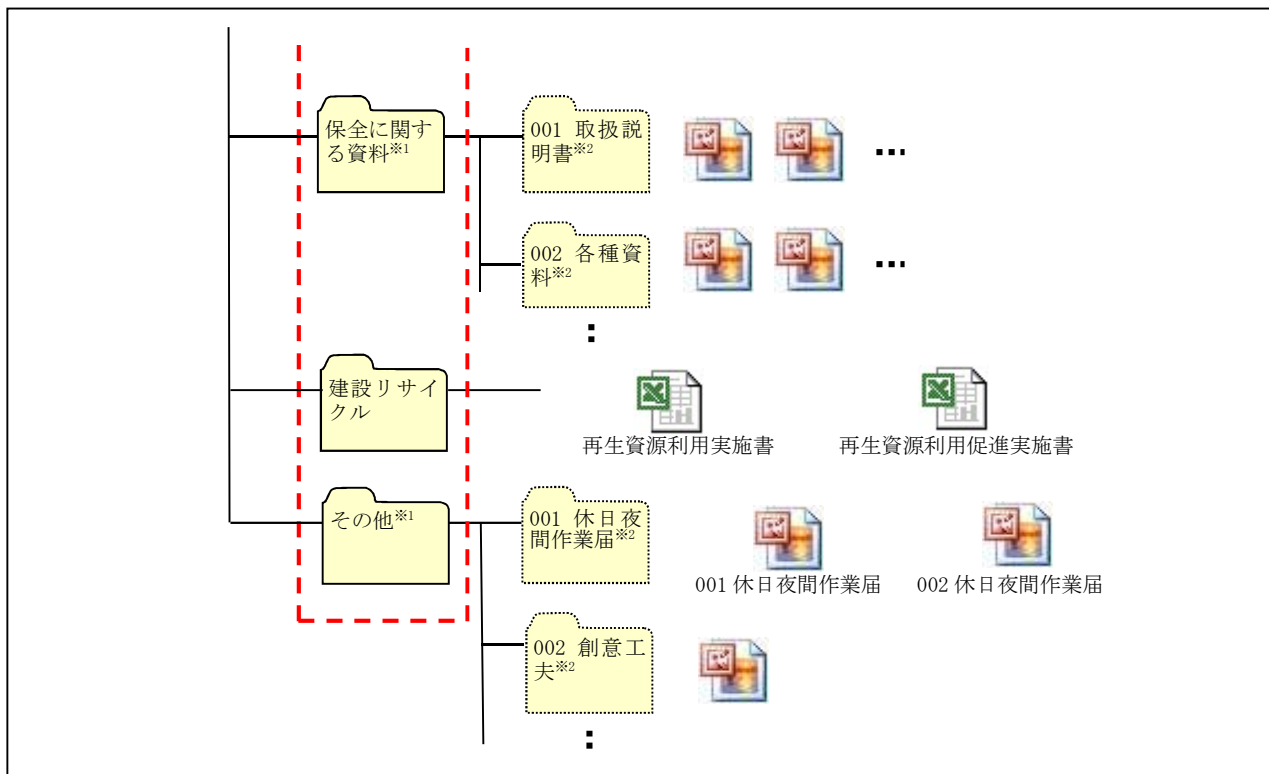 保全に関す
る資料※1
001 取扱説
明書※2
…
002 各種資
料※2
…
:
建設リサイ
クル
再生資源利用実施書
再生資源利用促進実施書
その他※1
001 休日夜
間作業届※2
001 休日夜間作業届
002 休日夜間作業届
002 創意工
夫※2
: